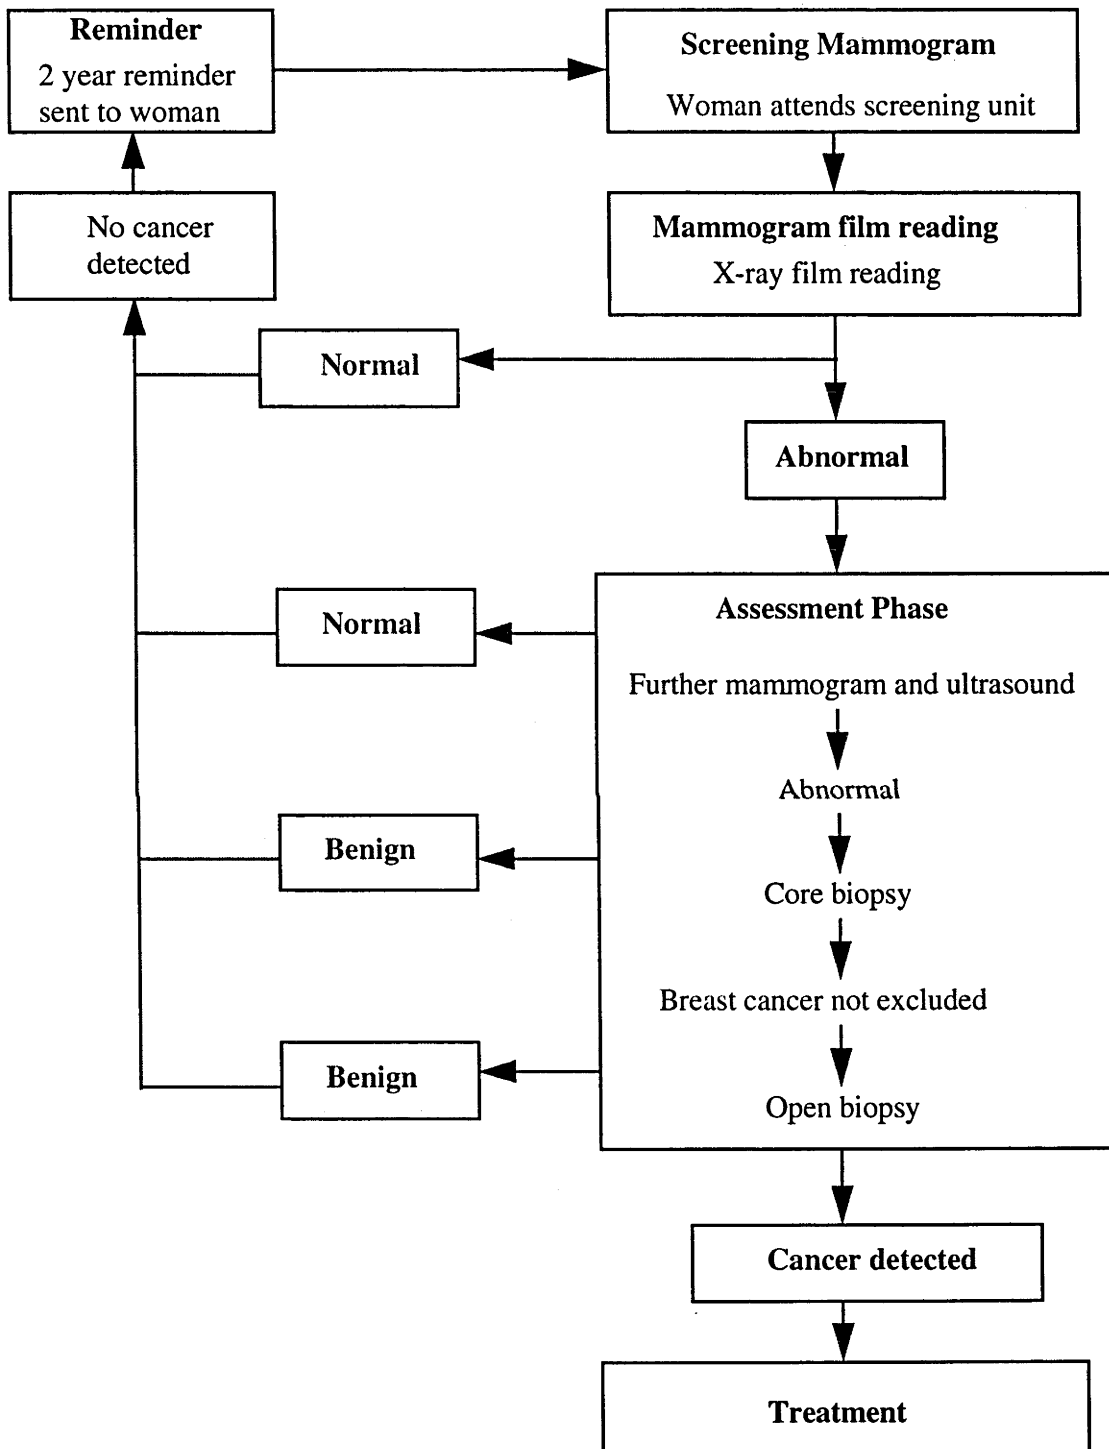 Reminder
2 year reminder
sent to woman
Screening Mammogram
Woman attends screening unit
No cancer
detected
Mammogram film reading
X-ray film reading
Normal
Abnormal
Normal
Assessment Phase
Further mammogram and ultrasound
Abnormal
Benign
Core biopsy
Breast cancer not excluded
Benign
Open biopsy
Cancer detected
Treatment